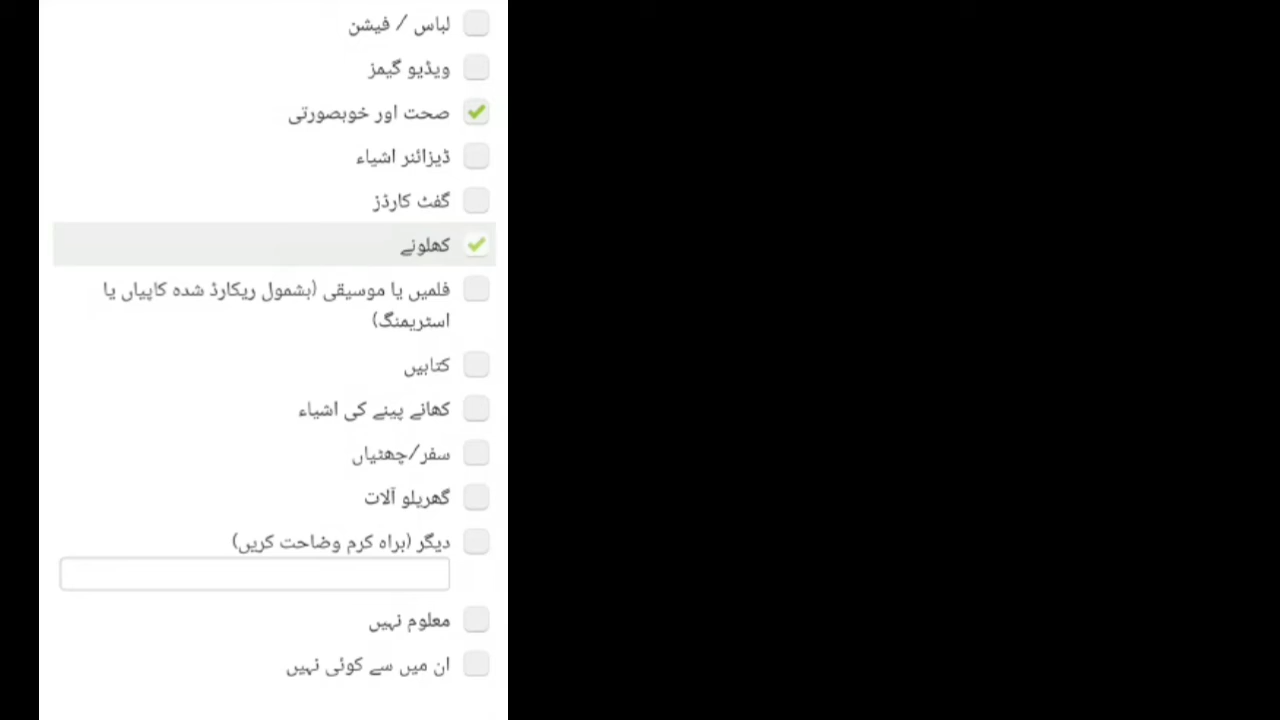 لباس / فیشن
ویڈیو گیمز
صحت اور خوبصورتی
ڈیزائنر اشیاء
گفٹ کارڈز
کھلونے
فلمیں یا موسیقی (بشمول ریکارڈ شدہ کاپیاں یا
اسٹریمنگ)
کتابیں
کھانے پینے کی اشیاء
سفر/چھٹیاں
گھریلو آلات
دیگر (براہ کرم وضاحت کریں)
معلوم نہیں
ان میں سے کوئی نہیں